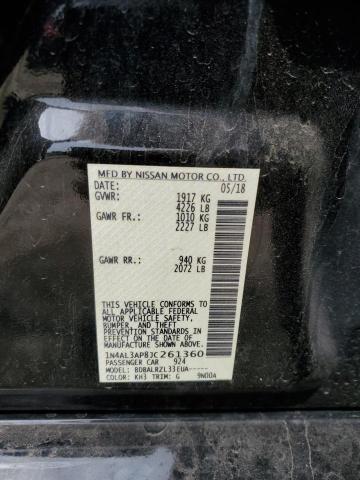 MFD BY NISSAN MOTOR CO., LTD.
DATE: 05/18
GVWR: 1917 KG
4226 LB
GAWR FR: 1010 KG
2227 LB
GAWR RR: 940 KG
2072 LB
THIS VEHICLE CONFORMS TO
ALL APPLICABLE FEDERAL
MOTOR VEHICLE SAFETY,
BUMPER, AND THEFT
PREVENTION STANDARDS
IN EFFECT ON THE DATE OF
MANUFACTURE SHOWN ABOVE.
1N4AL3AP8JC261360
PASSENGER CAR 924
MODEL: BDBALRZL33EUA-----
COLOR: KH3 TRIM: G 9N00A